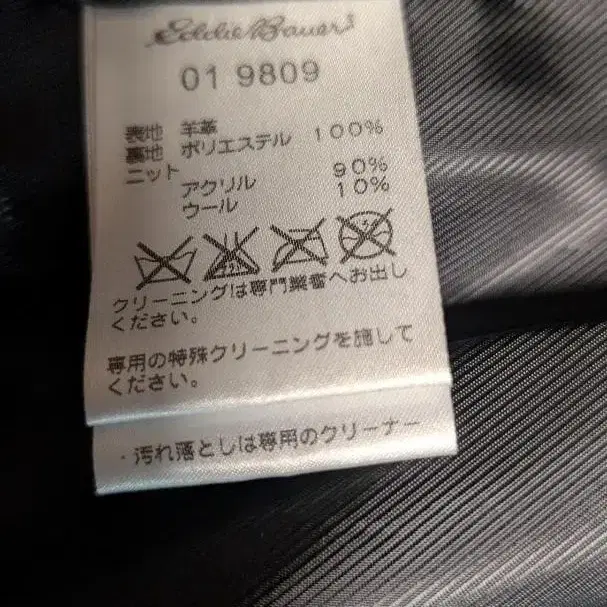 Eddie Bauer
01 9809
表地 羊革
裏地 ポリエステル 100%
ニット
アクリル 90%
ウール 10%
クリーニングは専門業者へお出し
ください。
専用の特殊クリーニングを施して
ください。
・汚れ落としは専用のクリーナー